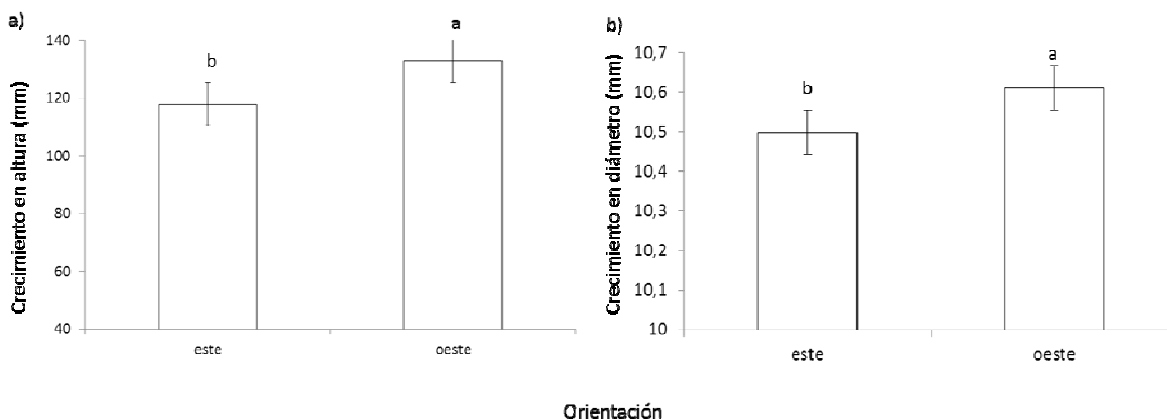 a)
Crecimiento en altura (mm)
140
120
100
80
60
40
b
a
este
oeste
b)
Crecimiento en diámetro (mm)
10,7
10,6
10,5
10,4
10,3
10,2
10,1
10
b
a
este
oeste
Orientación